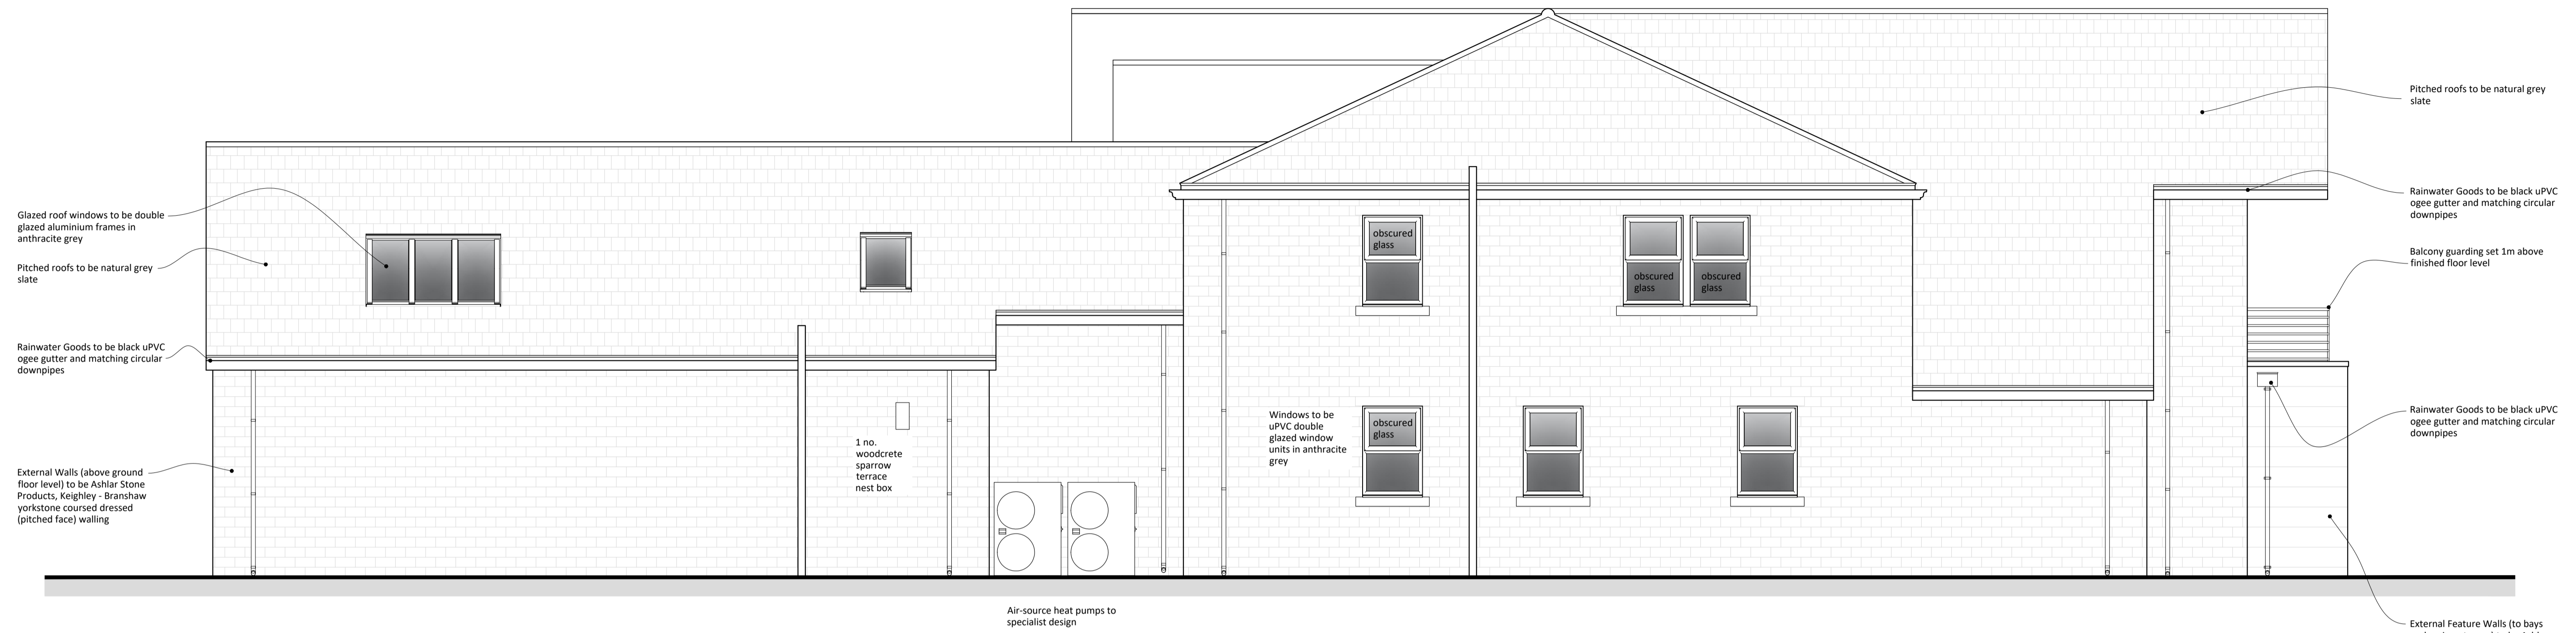 Glazed roof windows to be double
glazed aluminium frames in
anthracite grey
Pitched roofs to be natural grey
slate
Rainwater Goods to be black uPVC
ogee gutter and matching circular
downpipes
External Walls (above ground
floor level) to be Ashlar Stone
Products, Keighley - Branshaw
yorkstone coursed dressed
(pitched face) walling
1 no.
woodcrete
sparrow
terrace
nest box
Air-source heat pumps to
specialist design
Windows to be
uPVC double
glazed window
units in anthracite
grey
obscured
glass
obscured
glass
obscured
glass
obscured
glass
Pitched roofs to be natural grey
slate
Rainwater Goods to be black uPVC
ogee gutter and matching circular
downpipes
Balcony guarding set 1m above
finished floor level
Rainwater Goods to be black uPVC
ogee gutter and matching circular
downpipes
External Feature Walls (to bays